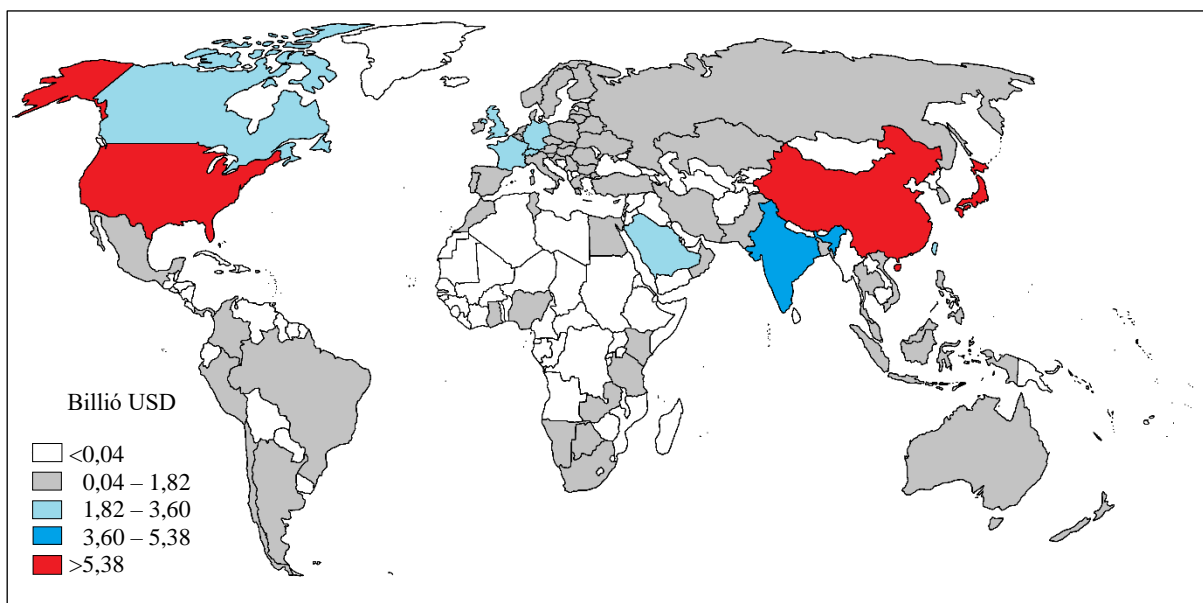 Billió USD
<0,04
0,04 – 1,82
1,82 – 3,60
3,60 – 5,38
>5,38